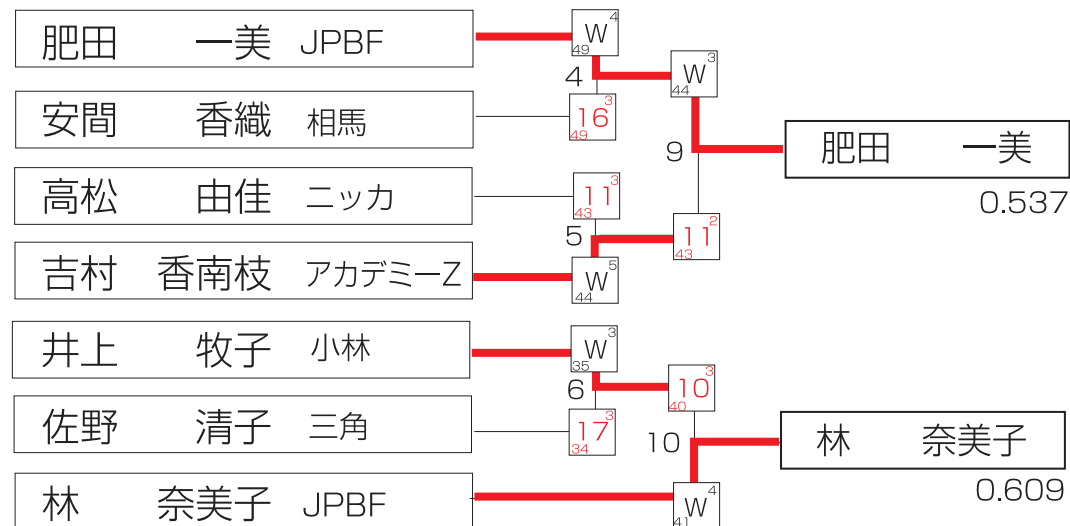 肥田 一美 JPBF
W 4 49
4
安間 香織 相馬
16 3 49
W 3 44
9
肥田 一美
0.537
高松 由佳 ニッカ
11 3 43
5
11 2 43
吉村 香南枝 アカデミーZ
W 5 44
井上 牧子 小林
W 3 35
6
10 3 40
佐野 清子 三角
17 3 34
10
林 奈美子
0.609
林 奈美子 JPBF
W 4 41